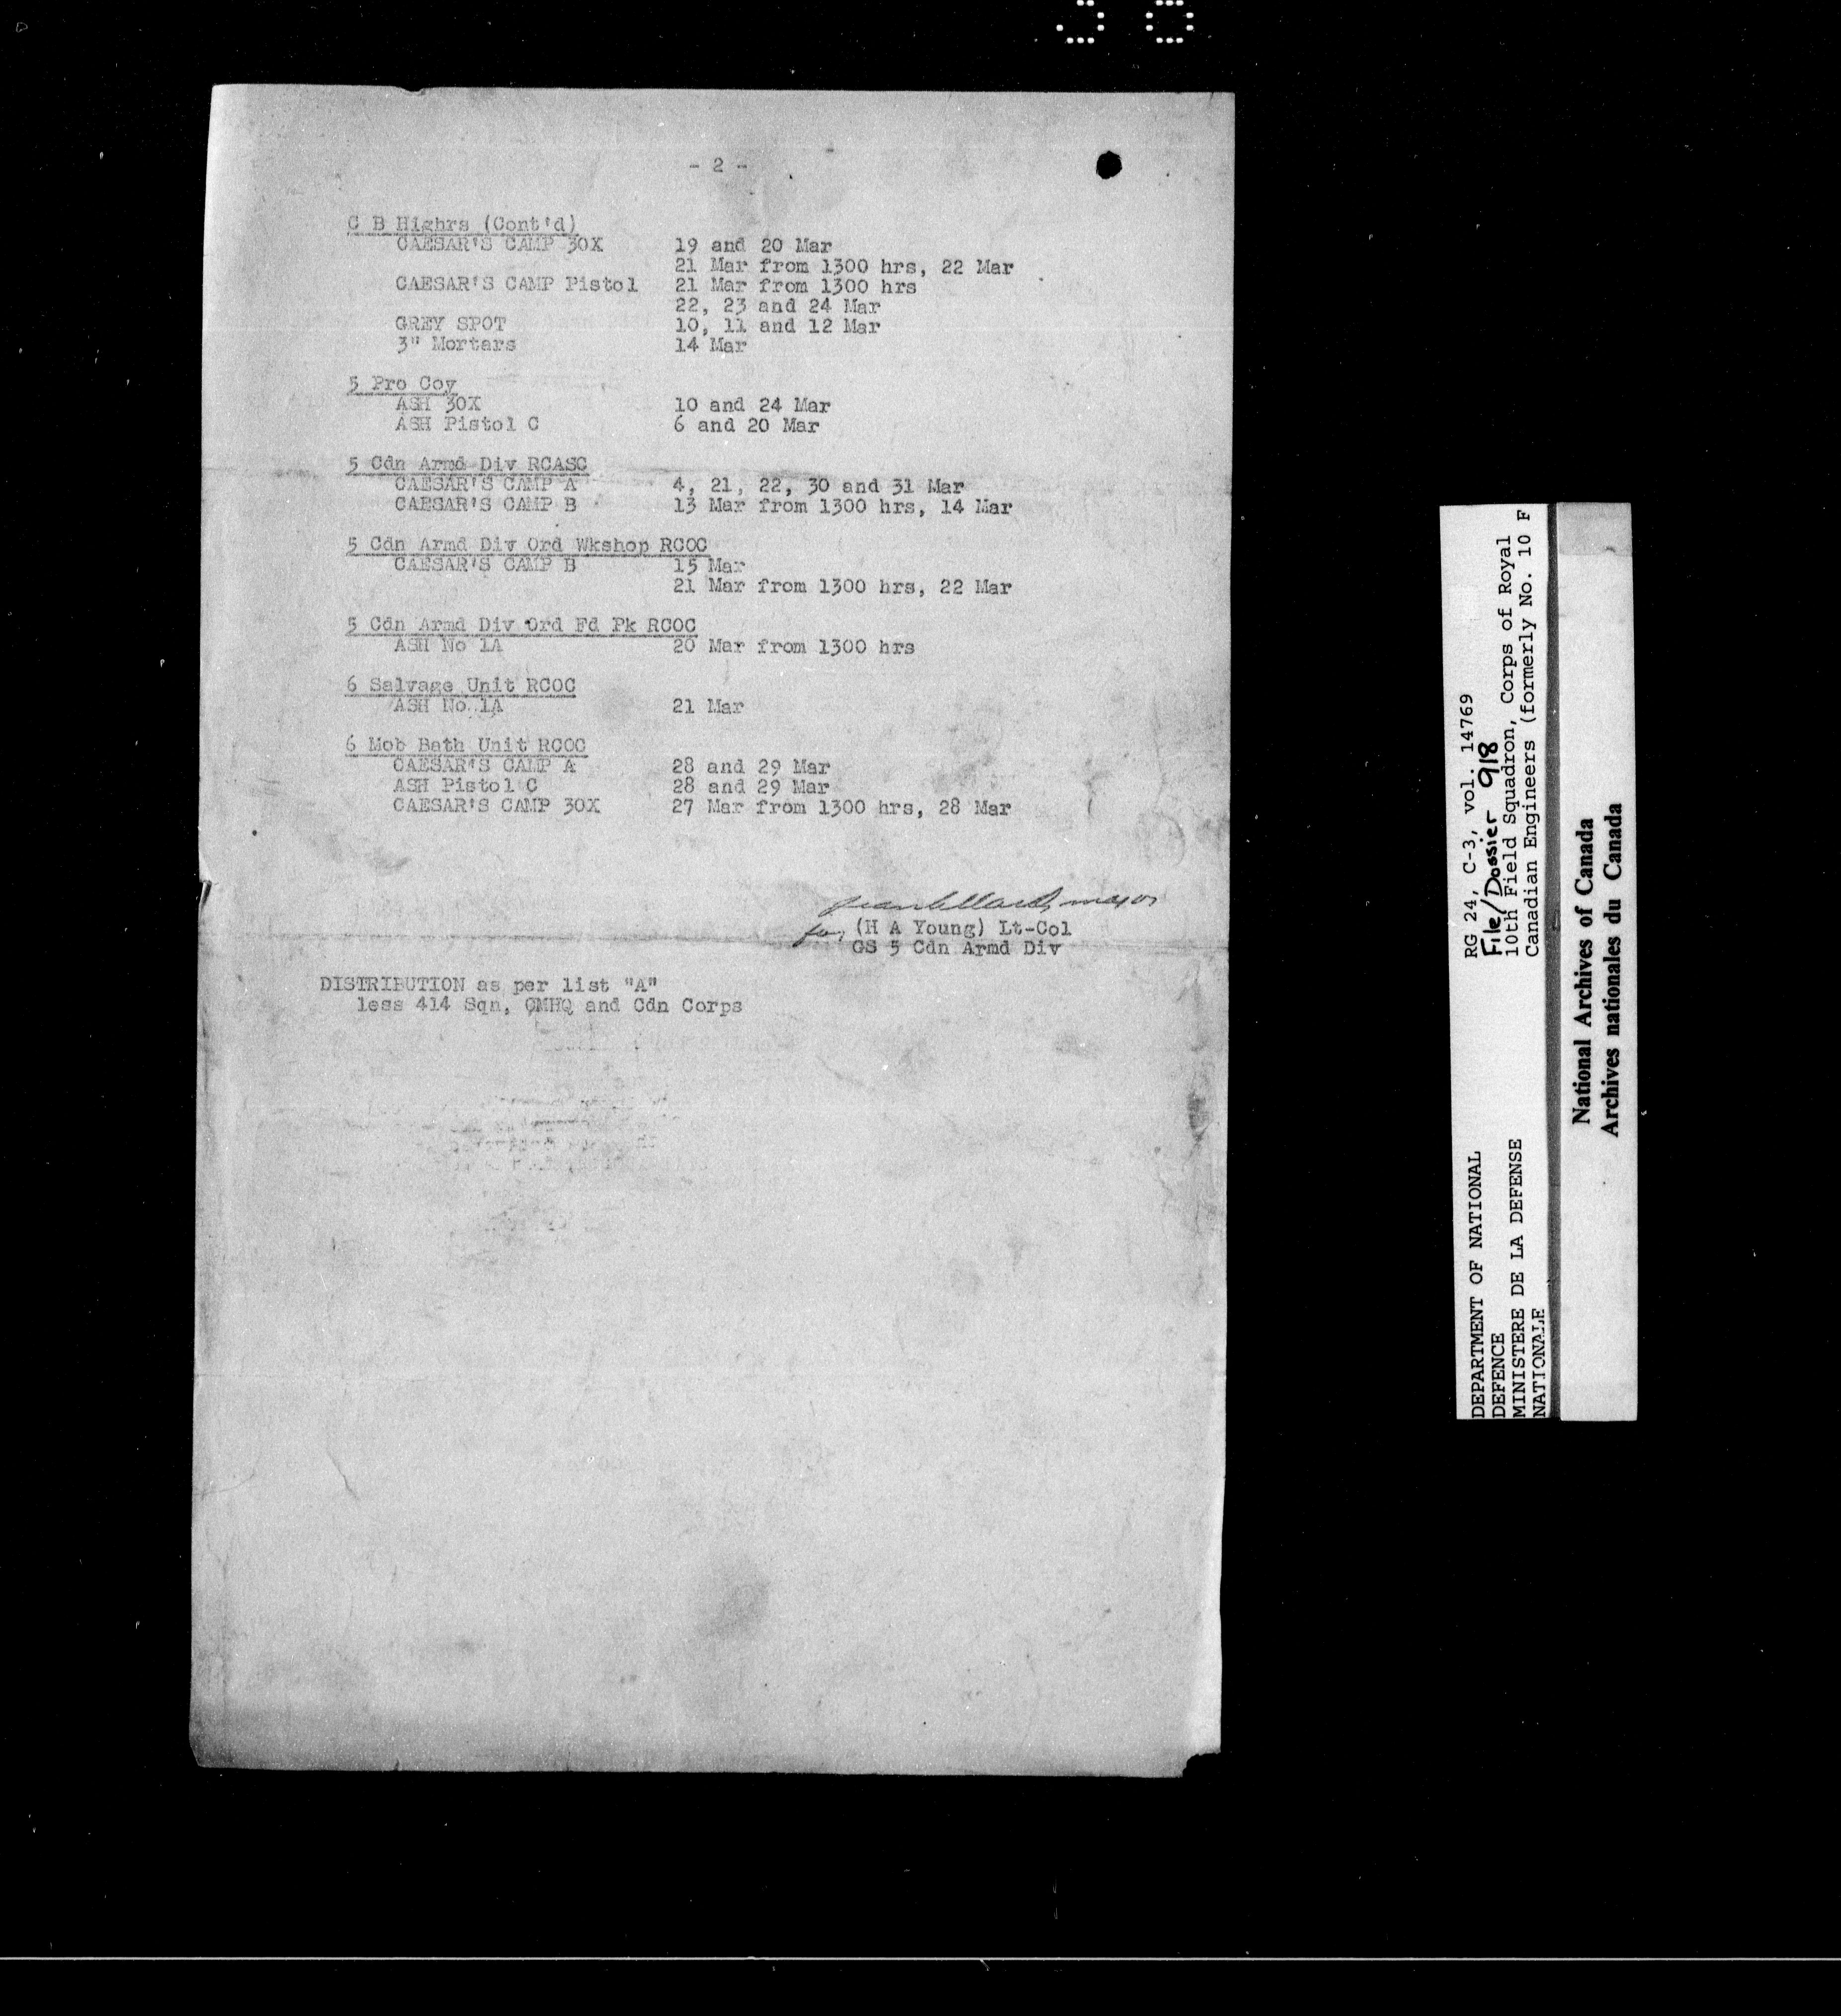 - 2 -
C B Highrs (Cont'd)
CAESAR'S CAMP 30X 19 and 20 Mar
21 Mar from 1300 hrs, 22 Mar
CAESAR'S CAMP Pistol 21 Mar from 1300 hrs
22, 23 and 24 Mar
GREY SPOT 10, 11 and 12 Mar
3" Mortars 14 Mar
5 Pro Coy
ASH 30X 10 and 24 Mar
ASH Pistol C 6 and 20 Mar
5 Cdn Armd Div RCASC
CAESAR'S CAMP A 4, 21, 22, 30 and 31 Mar
CAESAR'S CAMP B 13 Mar from 1300 hrs, 14 Mar
5 Cdn Armd Div Ord Wkshop RCOC
CAESAR'S CAMP B 15 Mar
21 Mar from 1300 hrs, 22 Mar
5 Cdn Armd Div Ord Fd Pk RCOC
ASH No 1A 20 Mar from 1300 hrs
6 Salvage Unit RCOC
ASH No 1A 21 Mar
6 Mob Bath Unit RCOC
CAESAR'S CAMP A 28 and 29 Mar
ASH Pistol C 28 and 29 Mar
CAESAR'S CAMP 30X 27 Mar from 1300 hrs, 28 Mar
major
for (H A Young) Lt-Col
GS 5 Cdn Armd Div
DISTRIBUTION as per list "A"
less 414 Sqn, CMHQ and Cdn Corps
RG 24, C-3, vol. 14769
File/Dossier 918
10th Field Squadron, Corps of Royal
Canadian Engineers (formerly No. 10 F
DEPARTMENT OF NATIONAL
DEFENCE
MINISTERE DE LA DEFENSE
NATIONALE
National Archives of Canada
Archives nationales du Canada